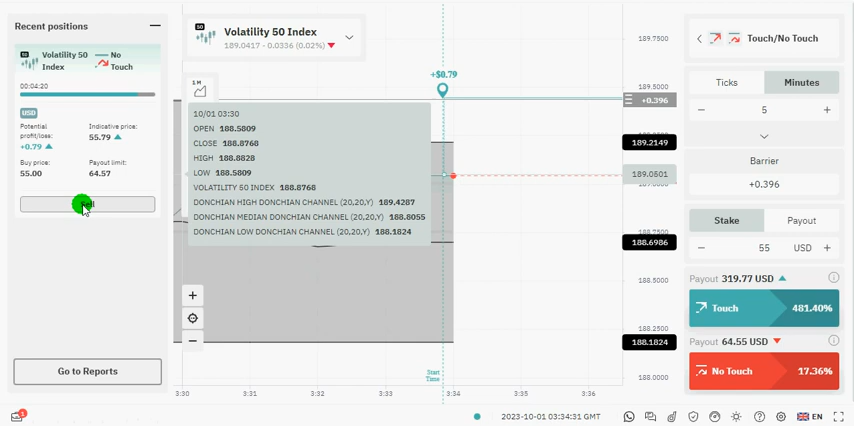 Recent positions
50
Volatility 50 Index
No Touch
00:04:20
USD
Potential profit/loss:
+0.79
Indicative price:
55.79
Buy price:
55.00
Payout limit:
64.57
Go to Reports
50
Volatility 50 Index
189.0417 - 0.0336 (0.02%)
1M
+$0.79
10/01 03:30
OPEN 188.5809
CLOSE 188.8768
HIGH 188.8828
LOW 188.5809
VOLATILITY 50 INDEX 188.8768
DONCHIAN HIGH DONCHIAN CHANNEL (20,20,Y) 189.4287
DONCHIAN MEDIAN DONCHIAN CHANNEL (20,20,Y) 188.8055
DONCHIAN LOW DONCHIAN CHANNEL (20,20,Y) 188.1824
Start Time
189.7500
189.5000
+0.396
189.2149
189.0501
188.7500
188.6986
188.5000
188.2500
188.1824
188.0000
3:30
3:31
3:32
3:33
3:34
3:35
3:36
Touch/No Touch
Ticks
Minutes
− 5 +
Barrier
+0.396
Stake
Payout
− 55 USD +
Payout 319.77 USD
Touch 481.40%
Payout 64.55 USD
No Touch 17.36%
1
2023-10-01 03:34:31 GMT
EN